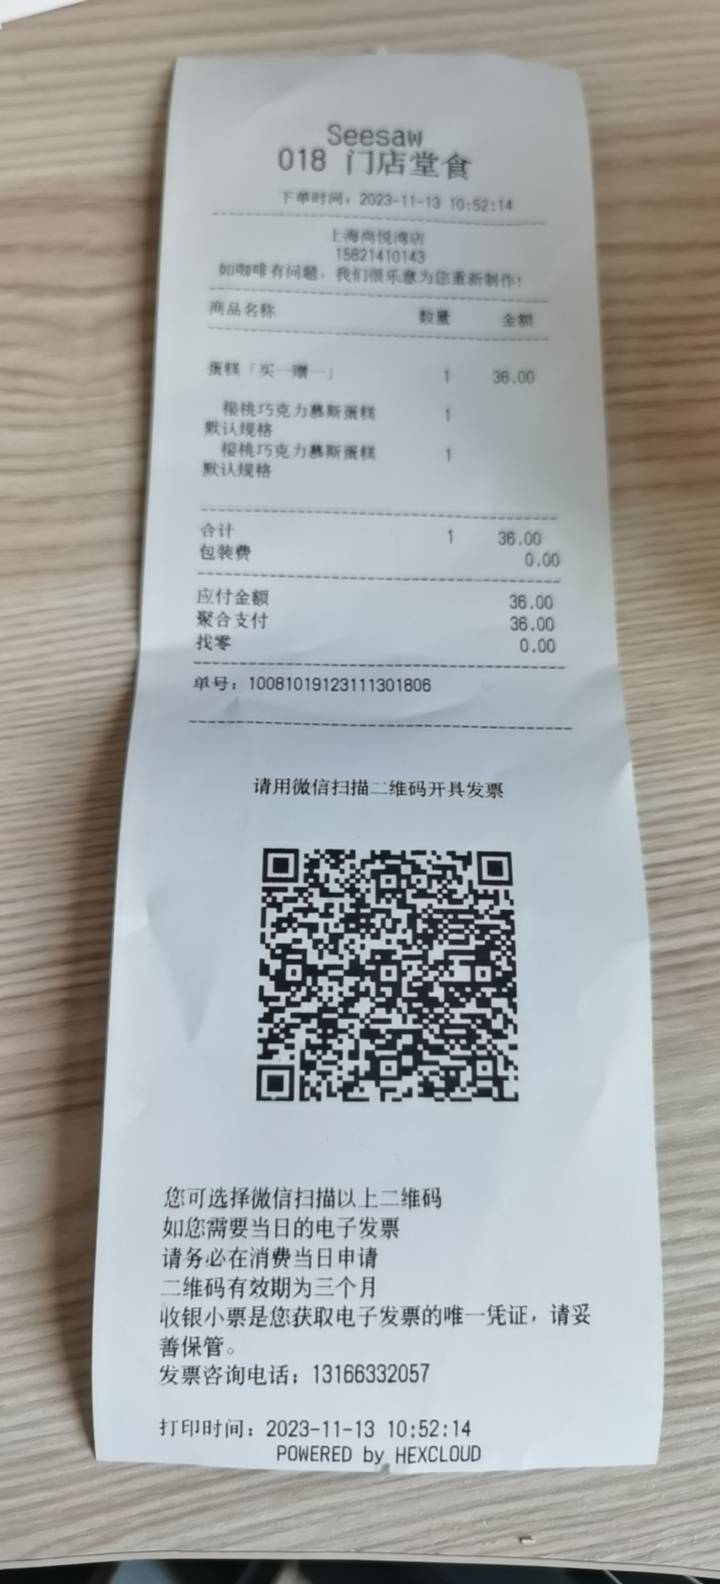 Seesaw
018 门店堂食
下单时间：2023-11-13 10:52:14
上海尚悦湾店
15821410143
如咖啡有问题，我们很乐意为您重新制作！
商品名称 数量 金额
蛋糕「买一赠一」 1 36.00
樱桃巧克力慕斯蛋糕 1
默认规格
樱桃巧克力慕斯蛋糕 1
默认规格
合计 1 36.00
包装费 0.00
应付金额 36.00
聚合支付 36.00
找零 0.00
单号：10081019123111301806
请用微信扫描二维码开具发票
您可选择微信扫描以上二维码
如您需要当日的电子发票
请务必在消费当日申请
二维码有效期为三个月
收银小票是您获取电子发票的唯一凭证，请妥
善保管。
发票咨询电话：13166332057
打印时间：2023-11-13 10:52:14
POWERED by HEXCLOUD